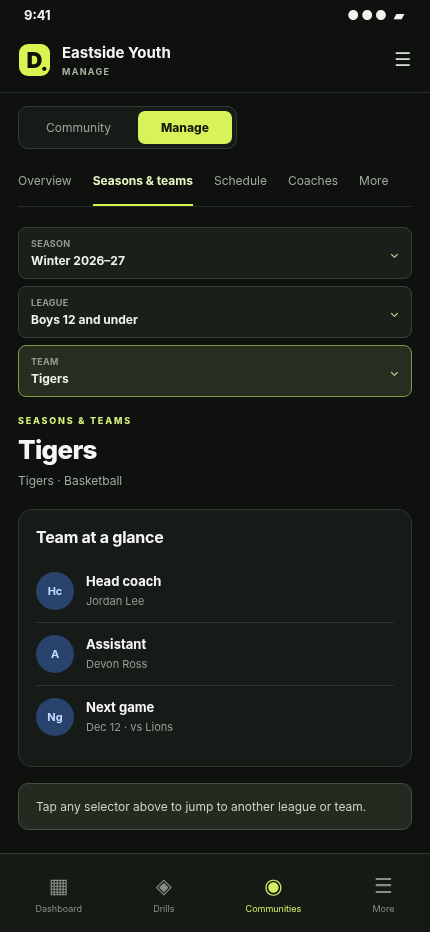 9:41
D.
Eastside Youth
MANAGE
Community
Manage
Overview
Seasons & teams
Schedule
Coaches
More
SEASON
Winter 2026–27
LEAGUE
Boys 12 and under
TEAM
Tigers
SEASONS & TEAMS
Tigers
Tigers · Basketball
Team at a glance
Hc
Head coach
Jordan Lee
A
Assistant
Devon Ross
Ng
Next game
Dec 12 · vs Lions
Tap any selector above to jump to another league or team.
Dashboard
Drills
Communities
More